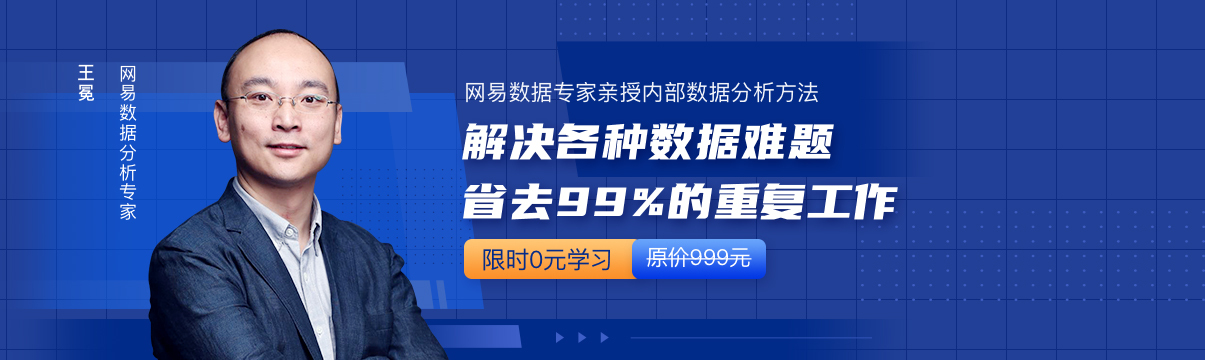 王冕
网易数据分析专家
网易数据专家亲授内部数据分析方法
解决各种数据难题
省去99%的重复工作
限时0元学习
原价999元